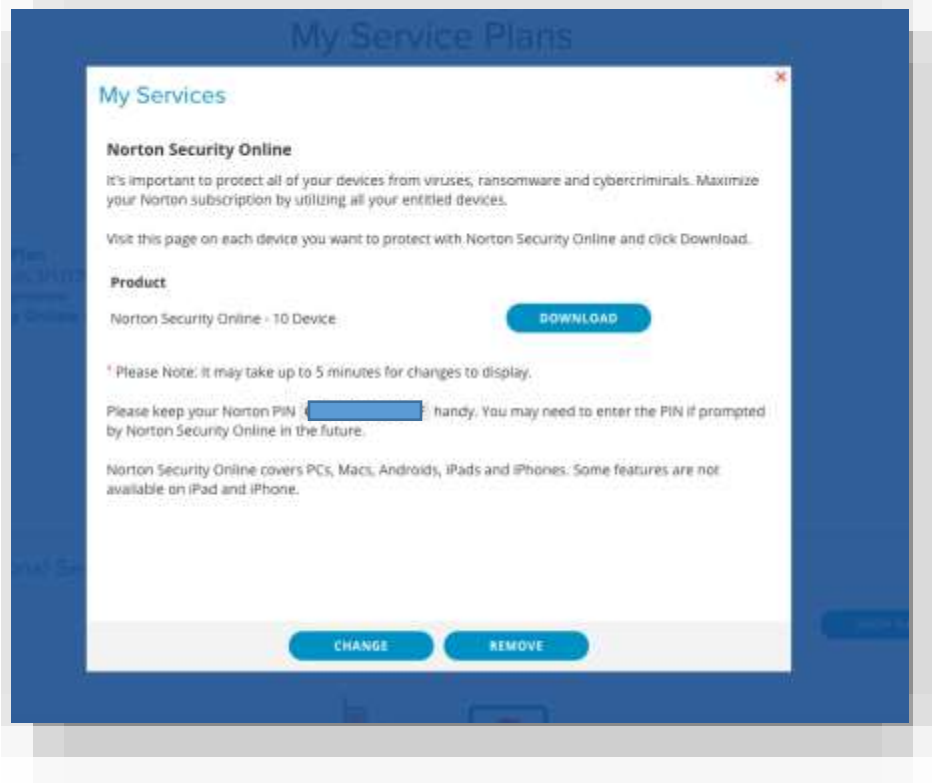 My Service Plans
My Services
Norton Security Online
It's important to protect all of your devices from viruses, ransomware and cybercriminals. Maximize
your Norton subscription by utilizing all your entitled devices.
Visit this page on each device you want to protect with Norton Security Online and click Download.
Product
Norton Security Online - 10 Device
DOWNLOAD
* Please Note: It may take up to 5 minutes for changes to display.
Please keep your Norton PIN handy. You may need to enter the PIN if prompted
by Norton Security Online in the future.
Norton Security Online covers PCs, Macs, Androids, iPads and iPhones. Some features are not
available on iPad and iPhone.
CHANGE
REMOVE